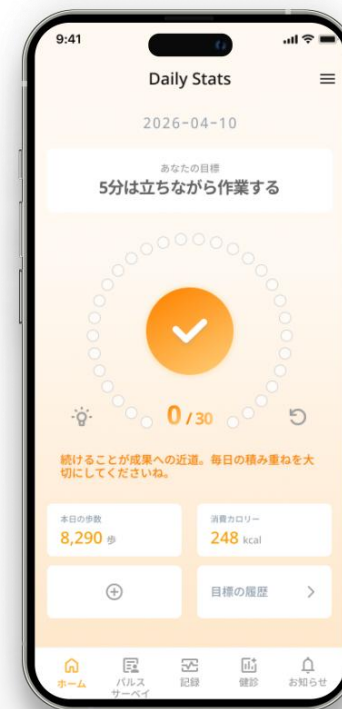 9:41
Daily Stats
2026-04-10
あなたの目標
5分は立ちながら作業する
0/30
続けることが成果への近道。毎日の積み重ねを大
切にしてくださいね。
本日の歩数
8,290 歩
消費カロリー
248 kcal
目標の履歴
ホーム
パルス
サーベイ
記録
健診
お知らせ